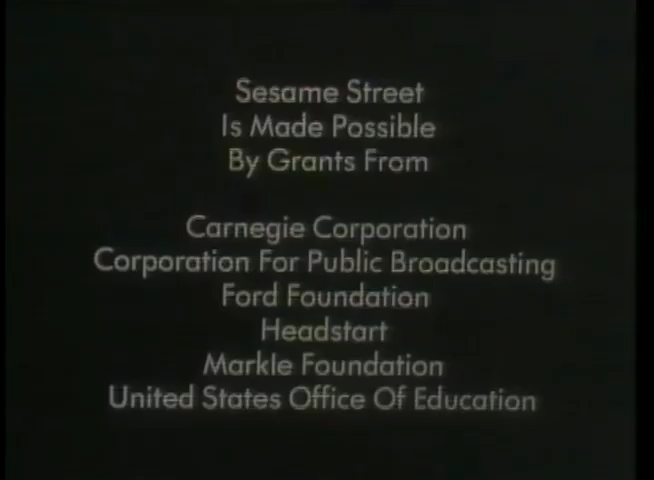 Sesame Street
Is Made Possible
By Grants From
Carnegie Corporation
Corporation For Public Broadcasting
Ford Foundation
Headstart
Markle Foundation
United States Office Of Education